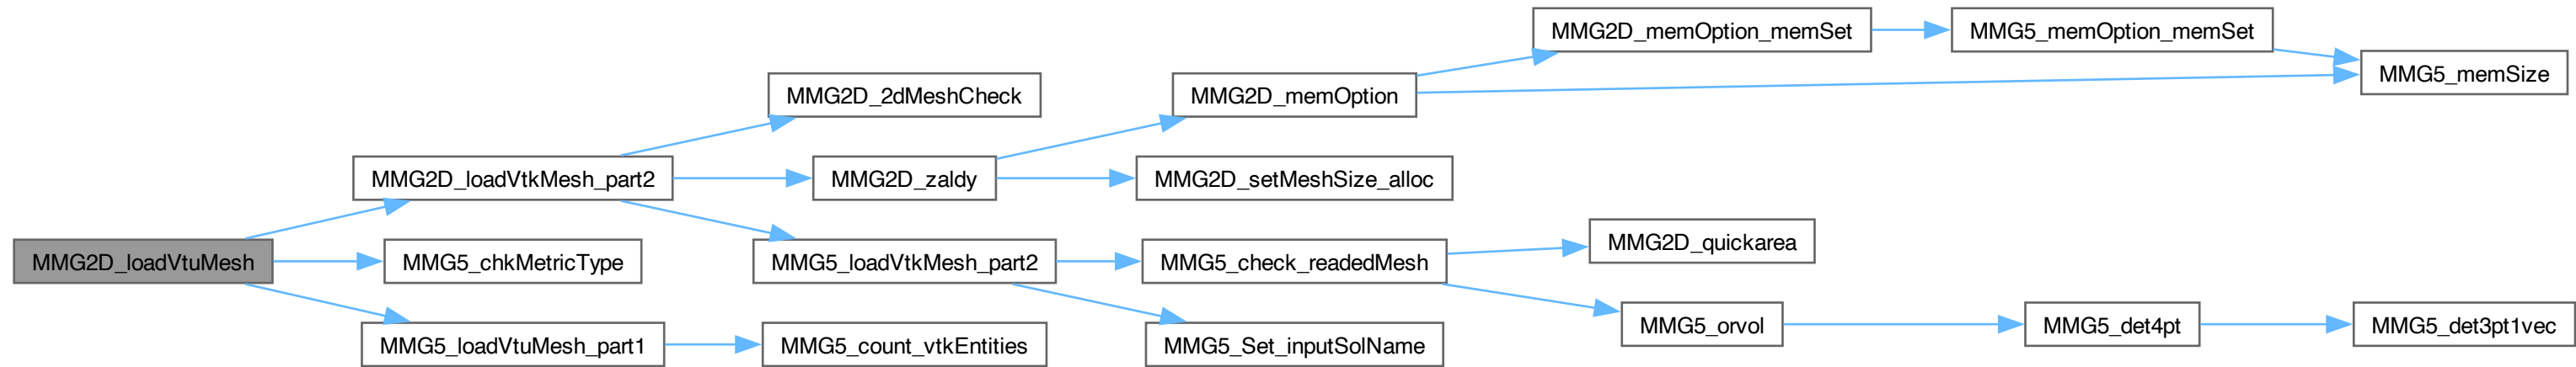 MMG2D_memOption_memSet
MMG5_memOption_memSet
MMG5_memSize
MMG2D_2dMeshCheck
MMG2D_memOption
MMG2D_loadVtkMesh_part2
MMG2D_zaldy
MMG2D_setMeshSize_alloc
MMG2D_quickarea
MMG2D_loadVtuMesh
MMG5_chkMetricType
MMG5_loadVtkMesh_part2
MMG5_check_readedMesh
MMG5_loadVtuMesh_part1
MMG5_count_vtkEntities
MMG5_Set_inputSolName
MMG5_orvol
MMG5_det4pt
MMG5_det3pt1vec